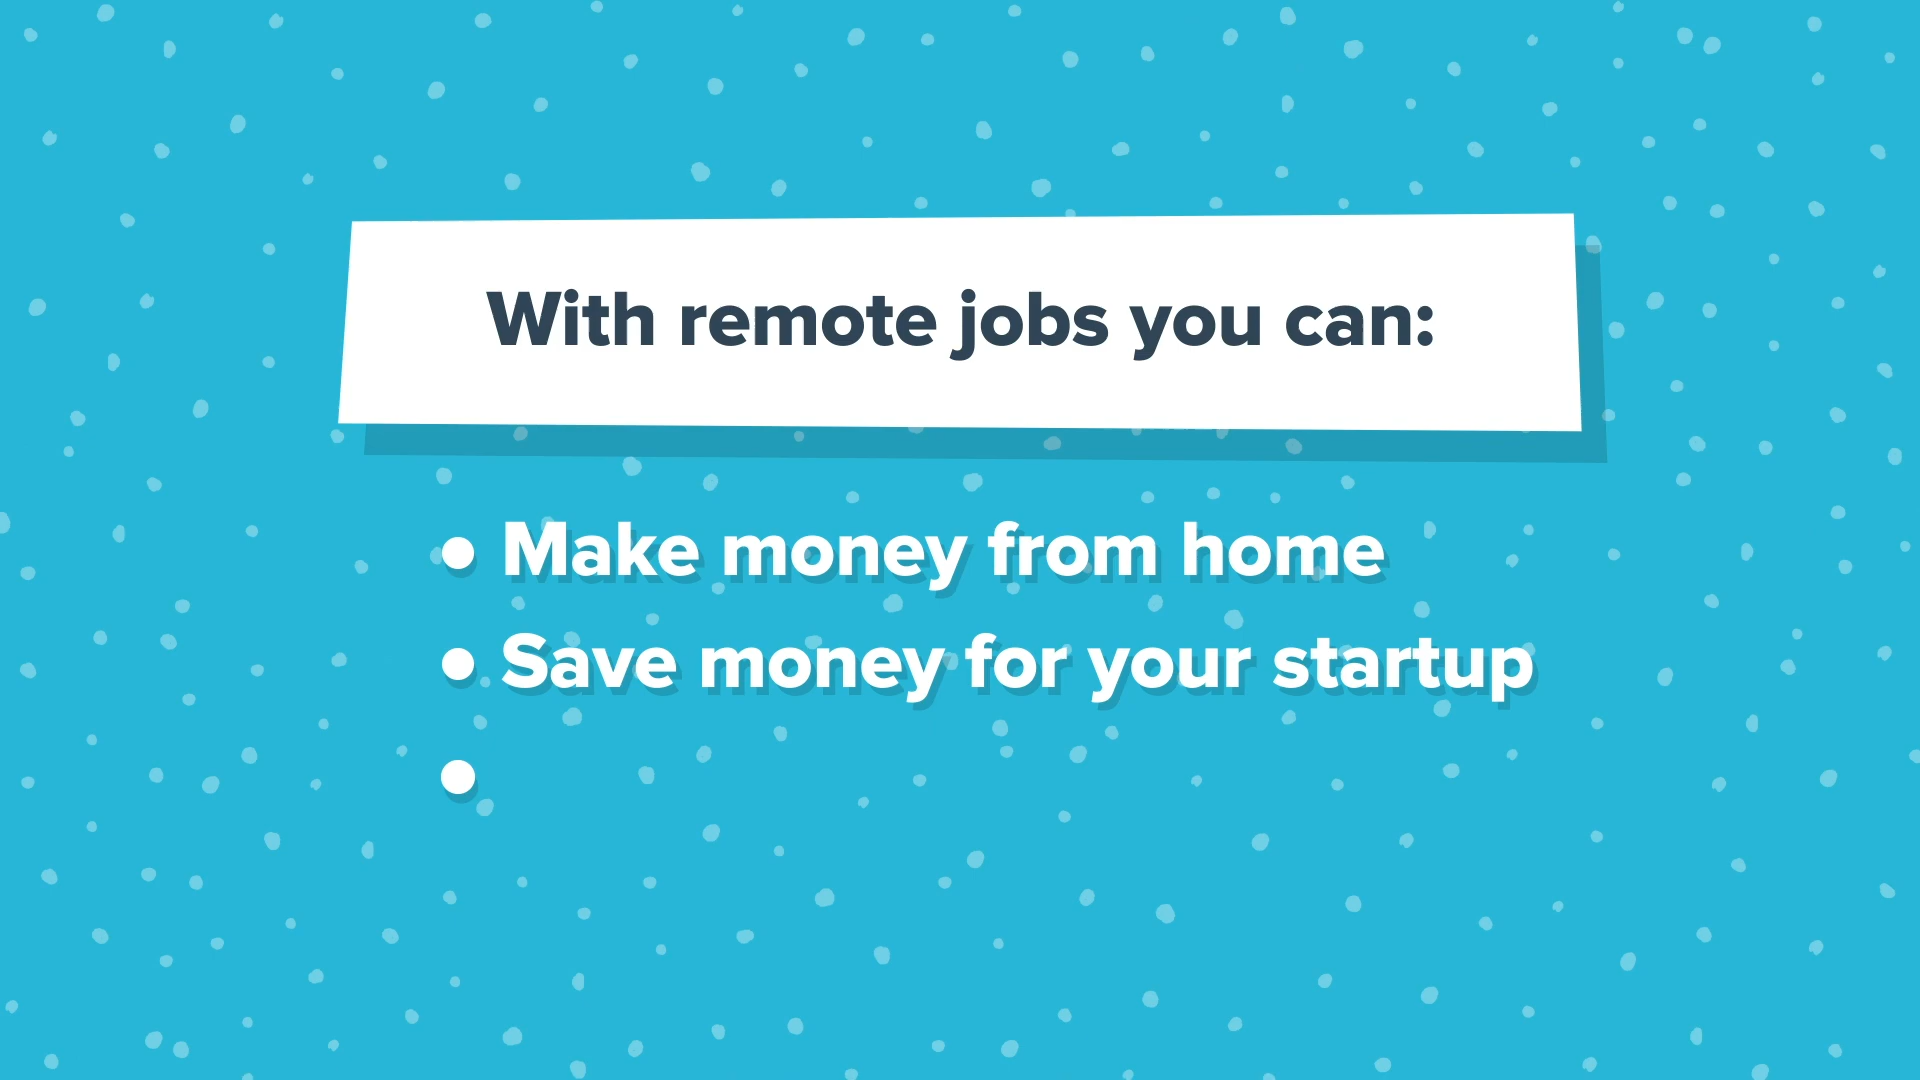 With remote jobs you can:
• Make money from home
• Save money for your startup
•